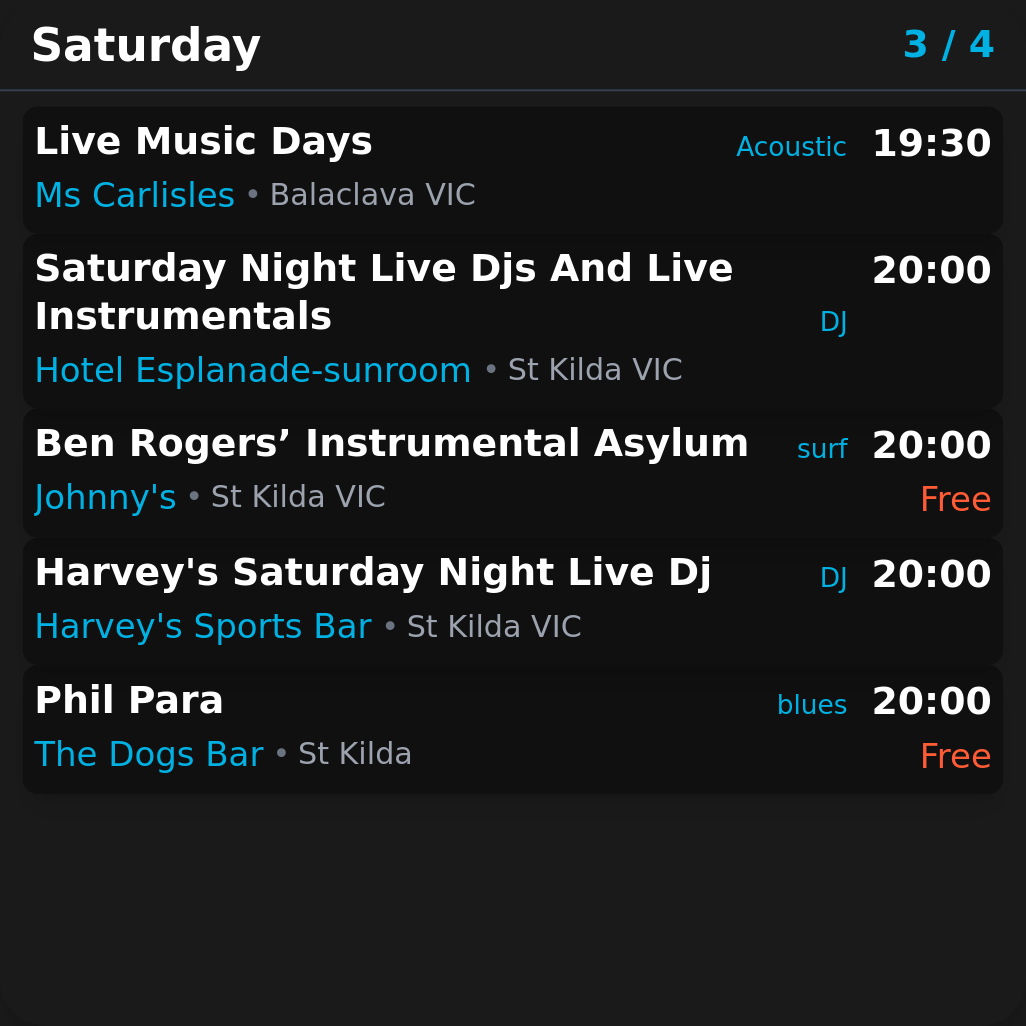 Saturday 3 / 4
Live Music Days Acoustic 19:30
Ms Carlisles • Balaclava VIC
Saturday Night Live Djs And Live 20:00
Instrumentals DJ
Hotel Esplanade-sunroom • St Kilda VIC
Ben Rogers’ Instrumental Asylum surf 20:00
Johnny's • St Kilda VIC Free
Harvey's Saturday Night Live Dj DJ 20:00
Harvey's Sports Bar • St Kilda VIC
Phil Para blues 20:00
The Dogs Bar • St Kilda Free